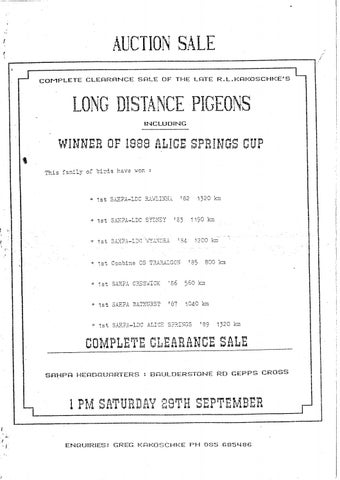 AUCTION SALE
COMPLETE CLEARANCE SALE OF THE LATE R.L.KAKOSCHKE'S
LONG DISTANCE PIGEONS
INCLUDING
WINNER OF 1989 ALICE SPRINGS CUP
This family of birds have won :
* 1st SAHPA-LDC RAWLINNA '82 1320 km
* 1st SAHPA-LDC SYDNEY '83 1190 km
* 1st SAHPA-LDC WYANDRA '84 1200 km
* 1st Combine OS TRARALGON '85 800 km
* 1st SAHPA CRESWICK '86 560 km
* 1st SAHPA BATHURST '87 1040 km
* 1st SAHPA-LDC ALICE SPRINGS '89 1320 km
COMPLETE CLEARANCE SALE
SAHPA HEADQUARTERS : BAULDERSTONE RD GEPPS CROSS
1 PM SATURDAY 29TH SEPTEMBER
ENQUIRIES: GREG KAKOSCHKE PH 085 685486